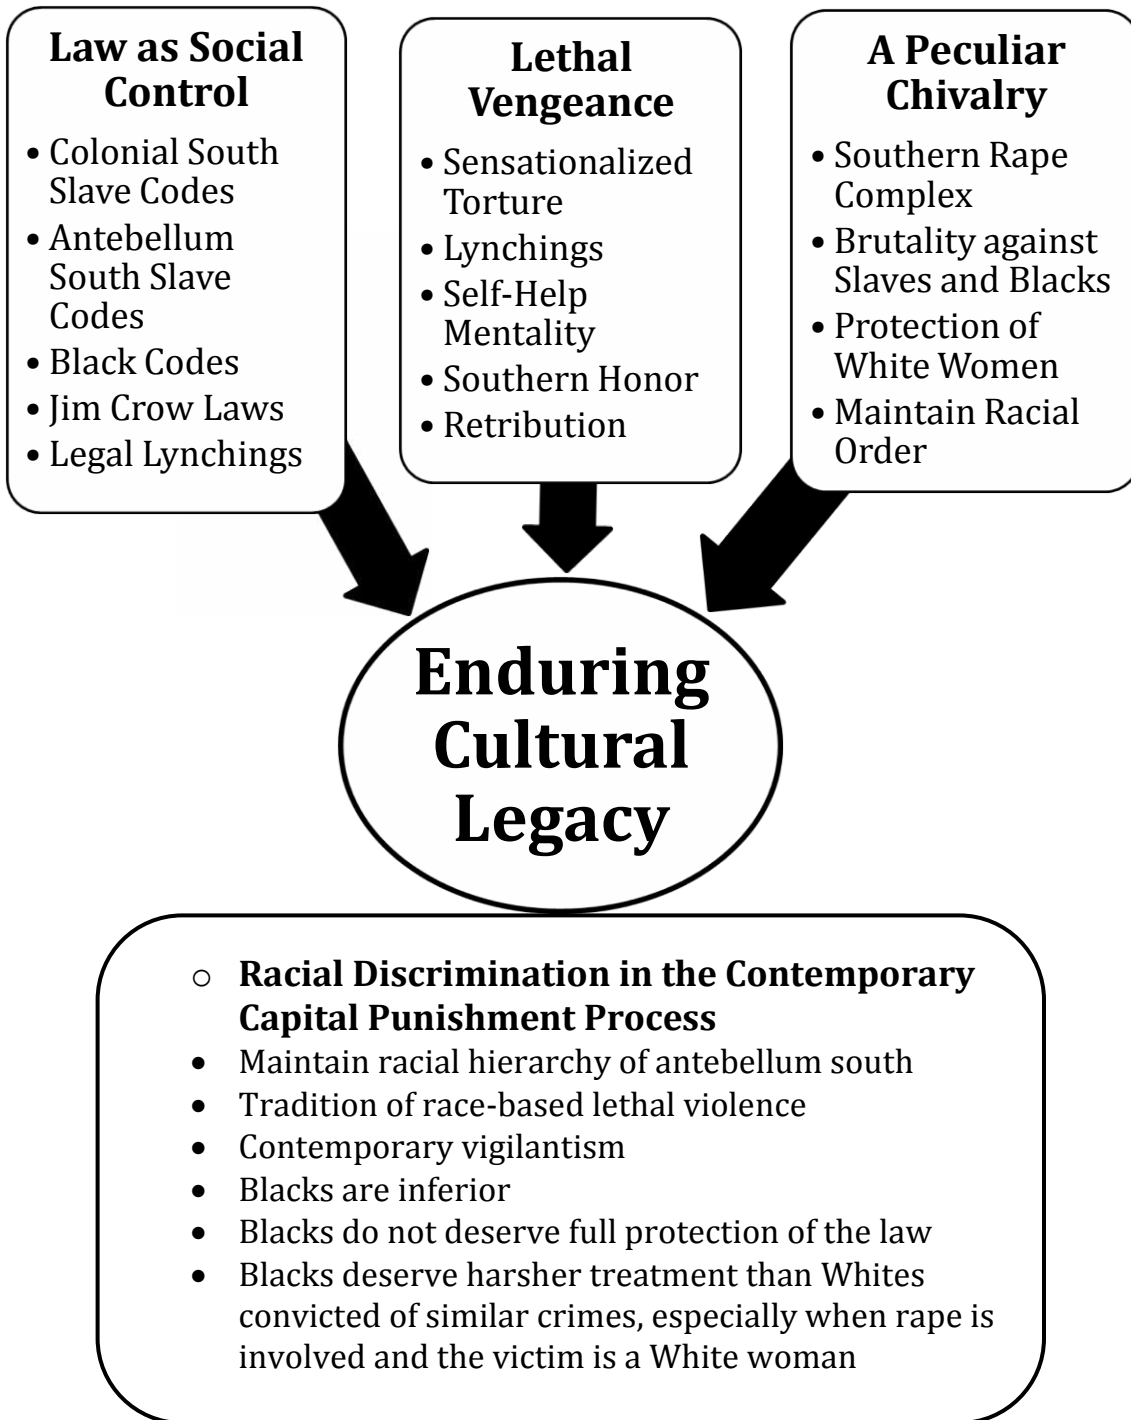 Law as Social
Control
• Colonial South
Slave Codes
• Antebellum
South Slave
Codes
• Black Codes
• Jim Crow Laws
• Legal Lynchings
Lethal
Vengeance
• Sensationalized
Torture
• Lynchings
• Self-Help
Mentality
• Southern Honor
• Retribution
A Peculiar
Chivalry
• Southern Rape
Complex
• Brutality against
Slaves and Blacks
• Protection of
White Women
• Maintain Racial
Order
Enduring
Cultural
Legacy
○ Racial Discrimination in the Contemporary
Capital Punishment Process
• Maintain racial hierarchy of antebellum south
• Tradition of race-based lethal violence
• Contemporary vigilantism
• Blacks are inferior
• Blacks do not deserve full protection of the law
• Blacks deserve harsher treatment than Whites
convicted of similar crimes, especially when rape is
involved and the victim is a White woman